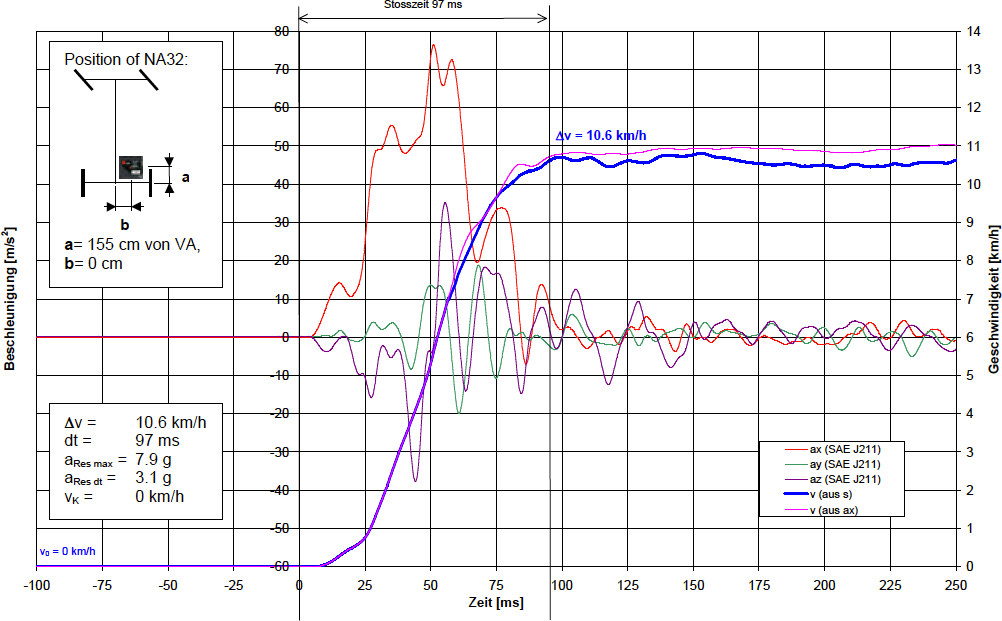 Stosszeit 97 ms
80
70
60
50
40
30
20
10
0
-10
-20
-30
-40
-50
-60
14
13
12
11
10
9
8
7
6
5
4
3
2
1
0
Position of NA32:
a
b
a= 155 cm von VA,
b= 0 cm
Δv = 10.6 km/h
Beschleunigung [m/s²]
Geschwindigkeit [km/h]
Δv = 10.6 km/h
dt = 97 ms
aRes max = 7.9 g
aRes dt = 3.1 g
vK = 0 km/h
ax (SAE J211)
ay (SAE J211)
az (SAE J211)
v (aus s)
v (aus ax)
v₀ = 0 km/h
-100 -75 -50 -25 0 25 50 75 100 125 150 175 200 225 250
Zeit [ms]